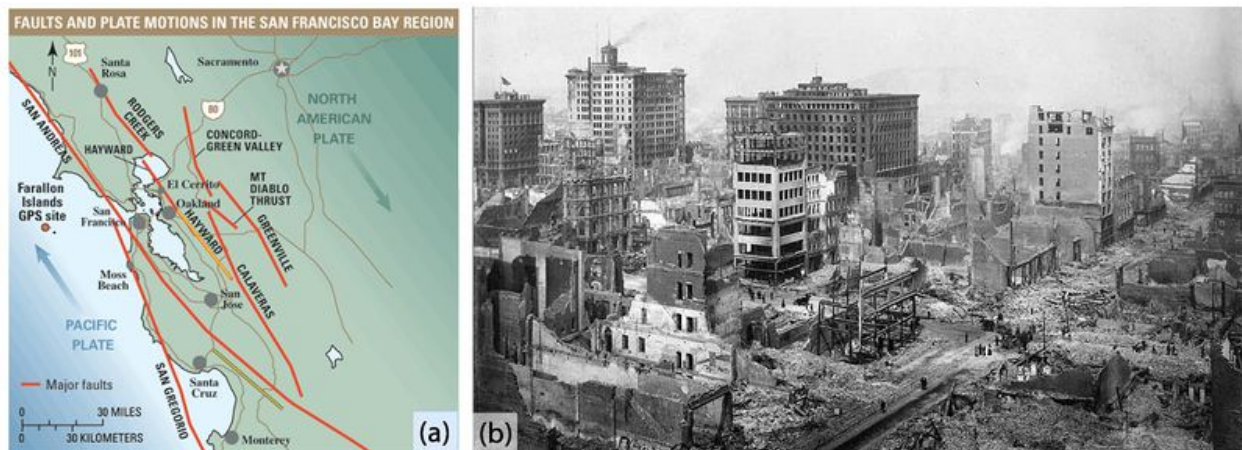 FAULTS AND PLATE MOTIONS IN THE SAN FRANCISCO BAY REGION
101
N
Santa
Rosa
Sacramento
80
NORTH
AMERICAN
PLATE
SAN ANDREAS
RODGERS
CREEK
CONCORD-
GREEN VALLEY
HAYWARD
MT
DIABLO
THRUST
Farallon
Islands
GPS site
El Cerrito
Oakland
San
Francisco
HAYWARD
GREENVILLE
Moss
Beach
CALAVERAS
San
Jose
PACIFIC
PLATE
Major faults
Santa
Cruz
SAN GREGORIO
0 30 MILES
0 30 KILOMETERS
Monterey
(a)
(b)